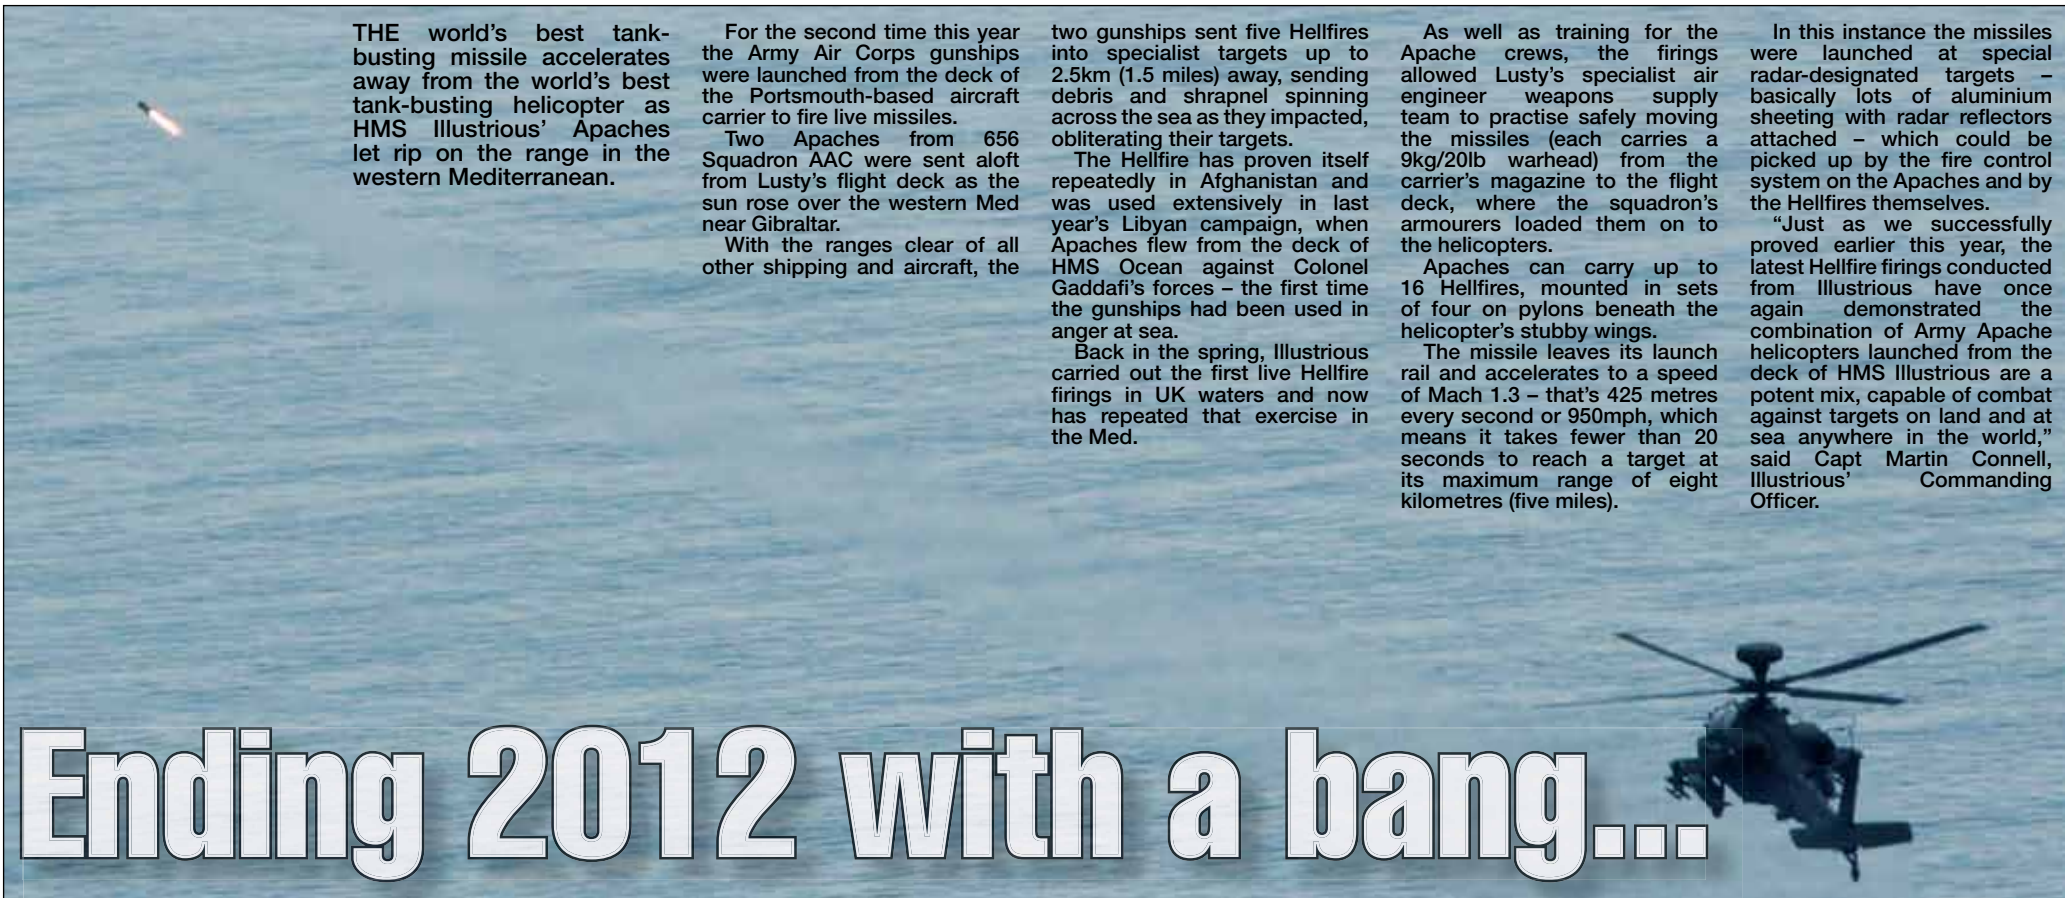 THE world's best tank-
busting missile accelerates
away from the world's best
tank-busting helicopter as
HMS Illustrious' Apaches
let rip on the range in the
western Mediterranean.
For the second time this year
the Army Air Corps gunships
were launched from the deck of
the Portsmouth-based aircraft
carrier to fire live missiles.
Two Apaches from 656
Squadron AAC were sent aloft
from Lusty's flight deck as the
sun rose over the western Med
near Gibraltar.
With the ranges clear of all
other shipping and aircraft, the
two gunships sent five Hellfires
into specialist targets up to
2.5km (1.5 miles) away, sending
debris and shrapnel spinning
across the sea as they impacted,
obliterating their targets.
The Hellfire has proven itself
repeatedly in Afghanistan and
was used extensively in last
year's Libyan campaign, when
Apaches flew from the deck of
HMS Ocean against Colonel
Gaddafi's forces – the first time
the gunships had been used in
anger at sea.
Back in the spring, Illustrious
carried out the first live Hellfire
firings in UK waters and now
has repeated that exercise in
the Med.
As well as training for the
Apache crews, the firings
allowed Lusty's specialist air
engineer weapons supply
team to practise safely moving
the missiles (each carries a
9kg/20lb warhead) from the
carrier's magazine to the flight
deck, where the squadron's
armourers loaded them on to
the helicopters.
Apaches can carry up to
16 Hellfires, mounted in sets
of four on pylons beneath the
helicopter's stubby wings.
The missile leaves its launch
rail and accelerates to a speed
of Mach 1.3 – that's 425 metres
every second or 950mph, which
means it takes fewer than 20
seconds to reach a target at
its maximum range of eight
kilometres (five miles).
In this instance the missiles
were launched at special
radar-designated targets –
basically lots of aluminium
sheeting with radar reflectors
attached – which could be
picked up by the fire control
system on the Apaches and by
the Hellfires themselves.
"Just as we successfully
proved earlier this year, the
latest Hellfire firings conducted
from Illustrious have once
again demonstrated the
combination of Army Apache
helicopters launched from the
deck of HMS Illustrious are a
potent mix, capable of combat
against targets on land and at
sea anywhere in the world,"
said Capt Martin Connell,
Illustrious' Commanding
Officer.
Ending 2012 with a bang...